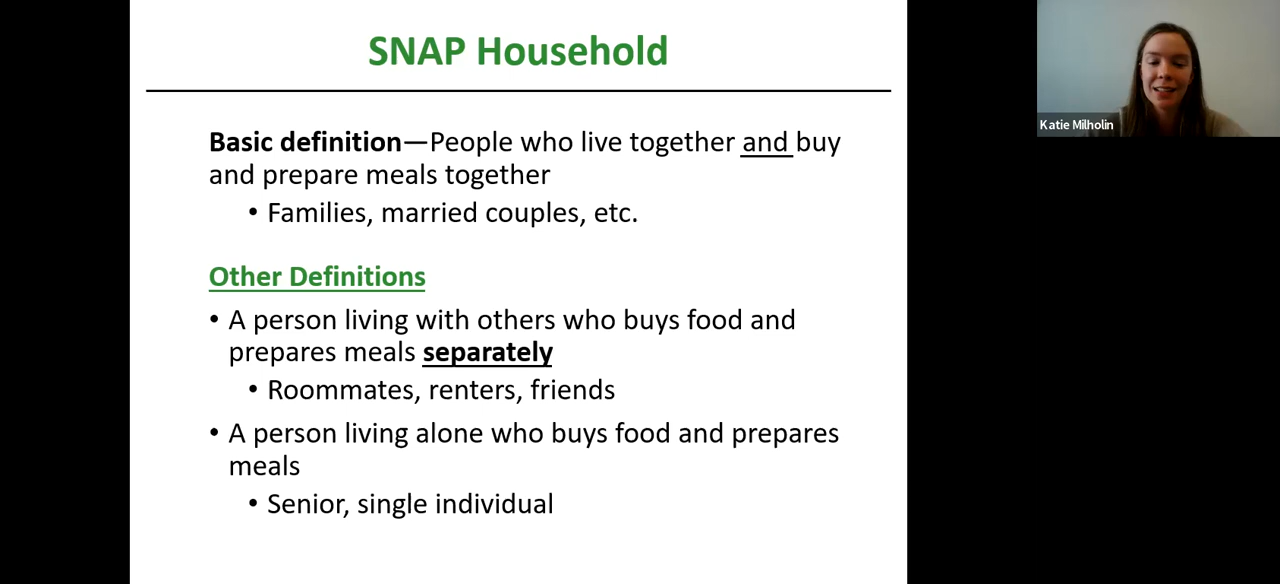 SNAP Household
Basic definition—People who live together and buy
and prepare meals together
• Families, married couples, etc.
Other Definitions
• A person living with others who buys food and
prepares meals separately
• Roommates, renters, friends
• A person living alone who buys food and prepares
meals
• Senior, single individual
Katie Milholin